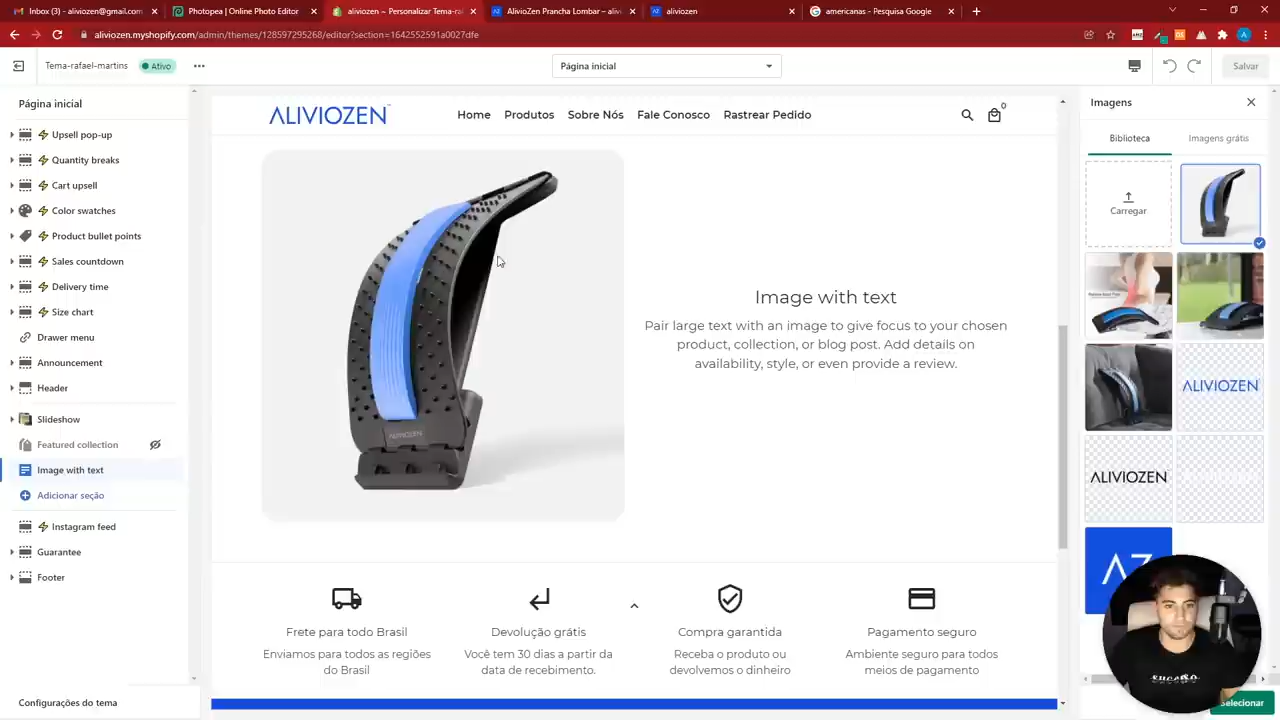 Inbox (3) - aliviozen@gmail.com
Photopea | Online Photo Editor
aliviozen ~ Personalizar Tema-ra
AlivioZen Prancha Lombar – aliv
aliviozen
americanas - Pesquisa Google
aliviozen.myshopify.com/admin/themes/128597295268/editor?section=1642552591a0027dfe
Tema-rafael-martins
Ativo
Página inicial
Salvar
Página inicial
Upsell pop-up
Quantity breaks
Cart upsell
Color swatches
Product bullet points
Sales countdown
Delivery time
Size chart
Drawer menu
Announcement
Header
Slideshow
Featured collection
Image with text
Adicionar seção
Instagram feed
Guarantee
Footer
Configurações do tema
ALIVIOZEN
Home
Produtos
Sobre Nós
Fale Conosco
Rastrear Pedido
0
ALIVIOZEN
Image with text
Pair large text with an image to give focus to your chosen
product, collection, or blog post. Add details on
availability, style, or even provide a review.
Frete para todo Brasil
Enviamos para todos as regiões
do Brasil
Devolução grátis
Você tem 30 dias a partir da
data de recebimento.
Compra garantida
Receba o produto ou
devolvemos o dinheiro
Pagamento seguro
Ambiente seguro para todos
meios de pagamento
Imagens
Biblioteca
Imagens grátis
Carregar
ALIVIOZEN
ALIVIOZEN
AZ
Selecionar